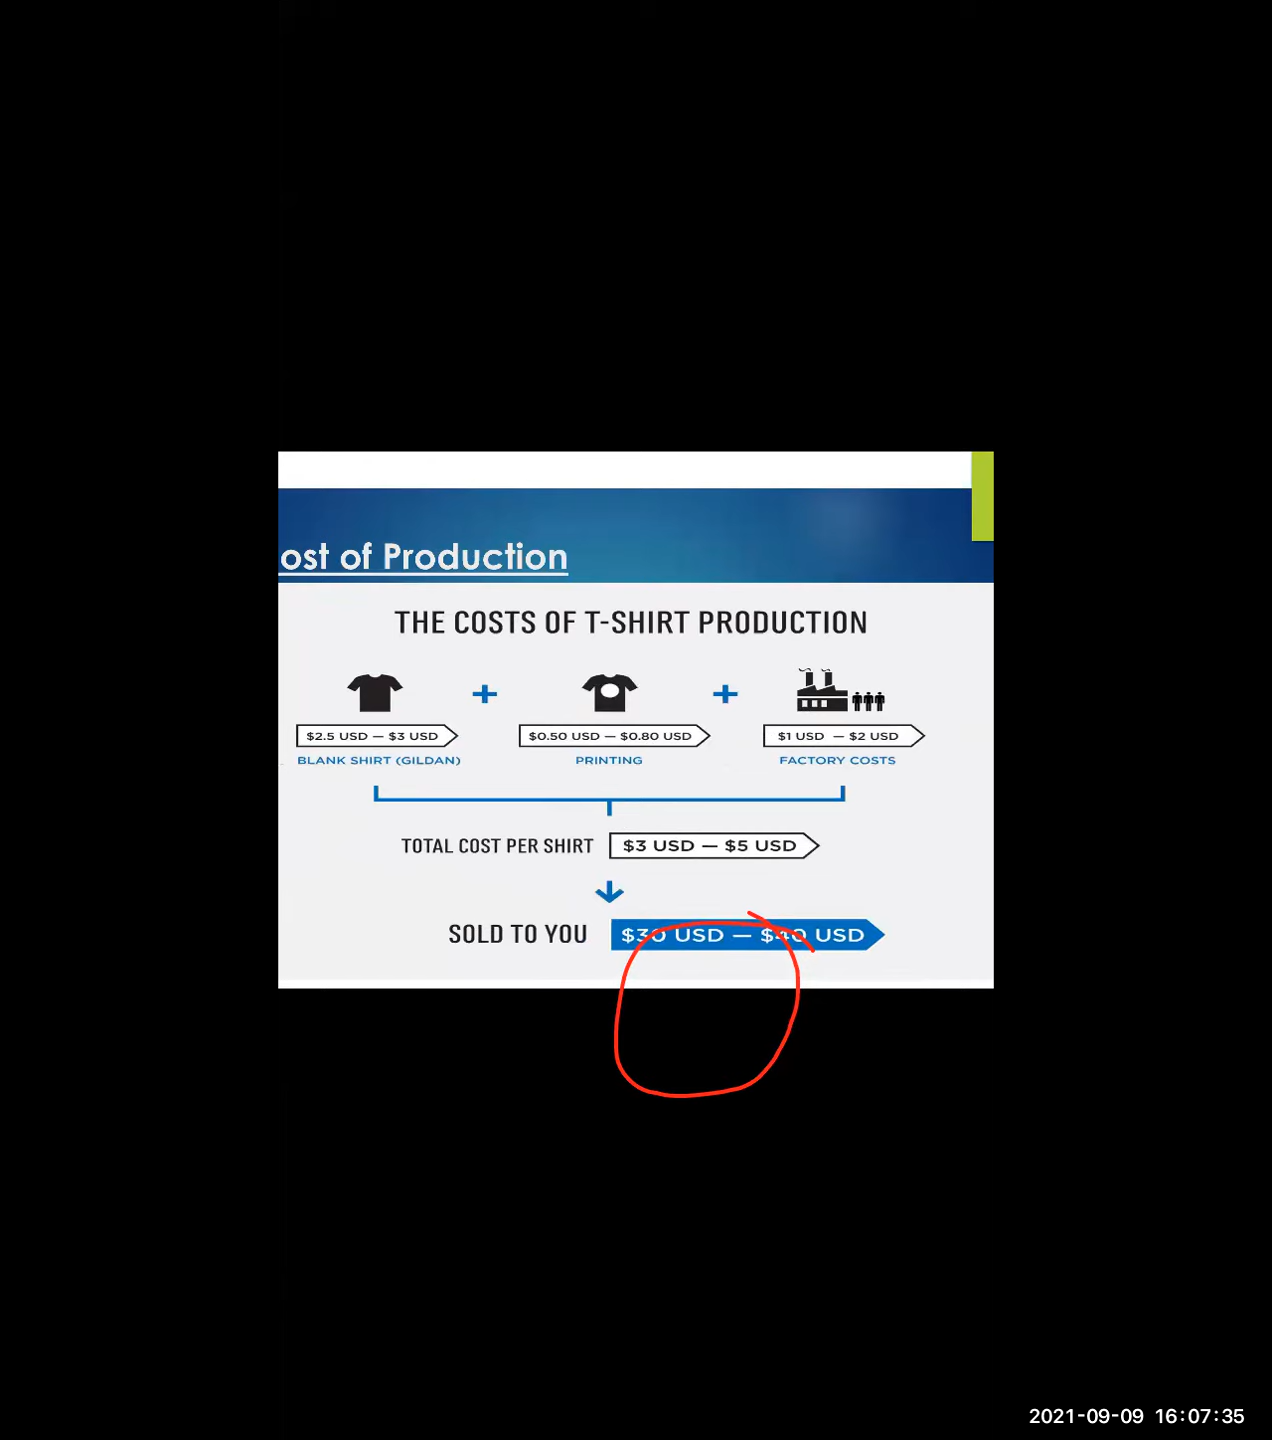 ost of Production
THE COSTS OF T-SHIRT PRODUCTION
$2.5 USD — $3 USD
$0.50 USD — $0.80 USD
$1 USD — $2 USD
BLANK SHIRT (GILDAN)
PRINTING
FACTORY COSTS
TOTAL COST PER SHIRT $3 USD — $5 USD
SOLD TO YOU $30 USD — $40 USD
2021-09-09 16:07:35